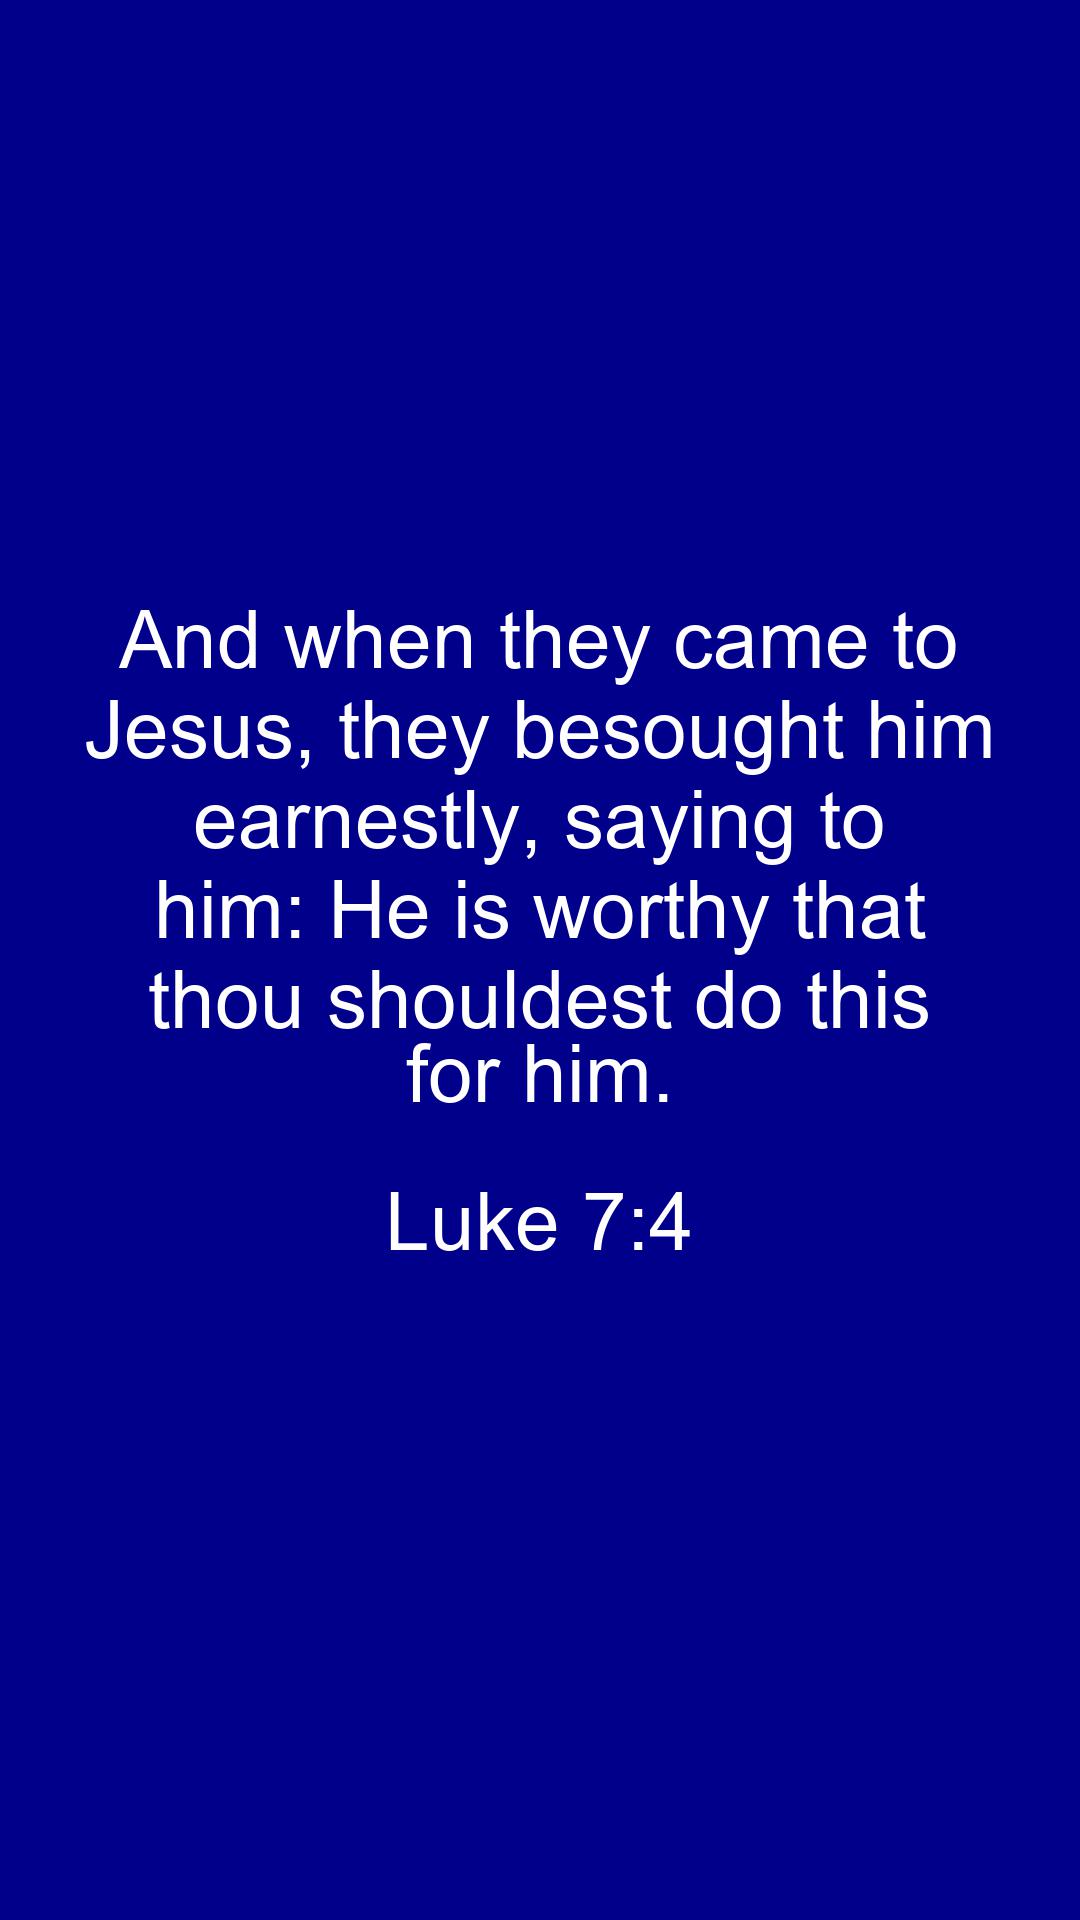 And when they came to
Jesus, they besought him
earnestly, saying to
him: He is worthy that
thou shouldest do this
for him.
Luke 7:4